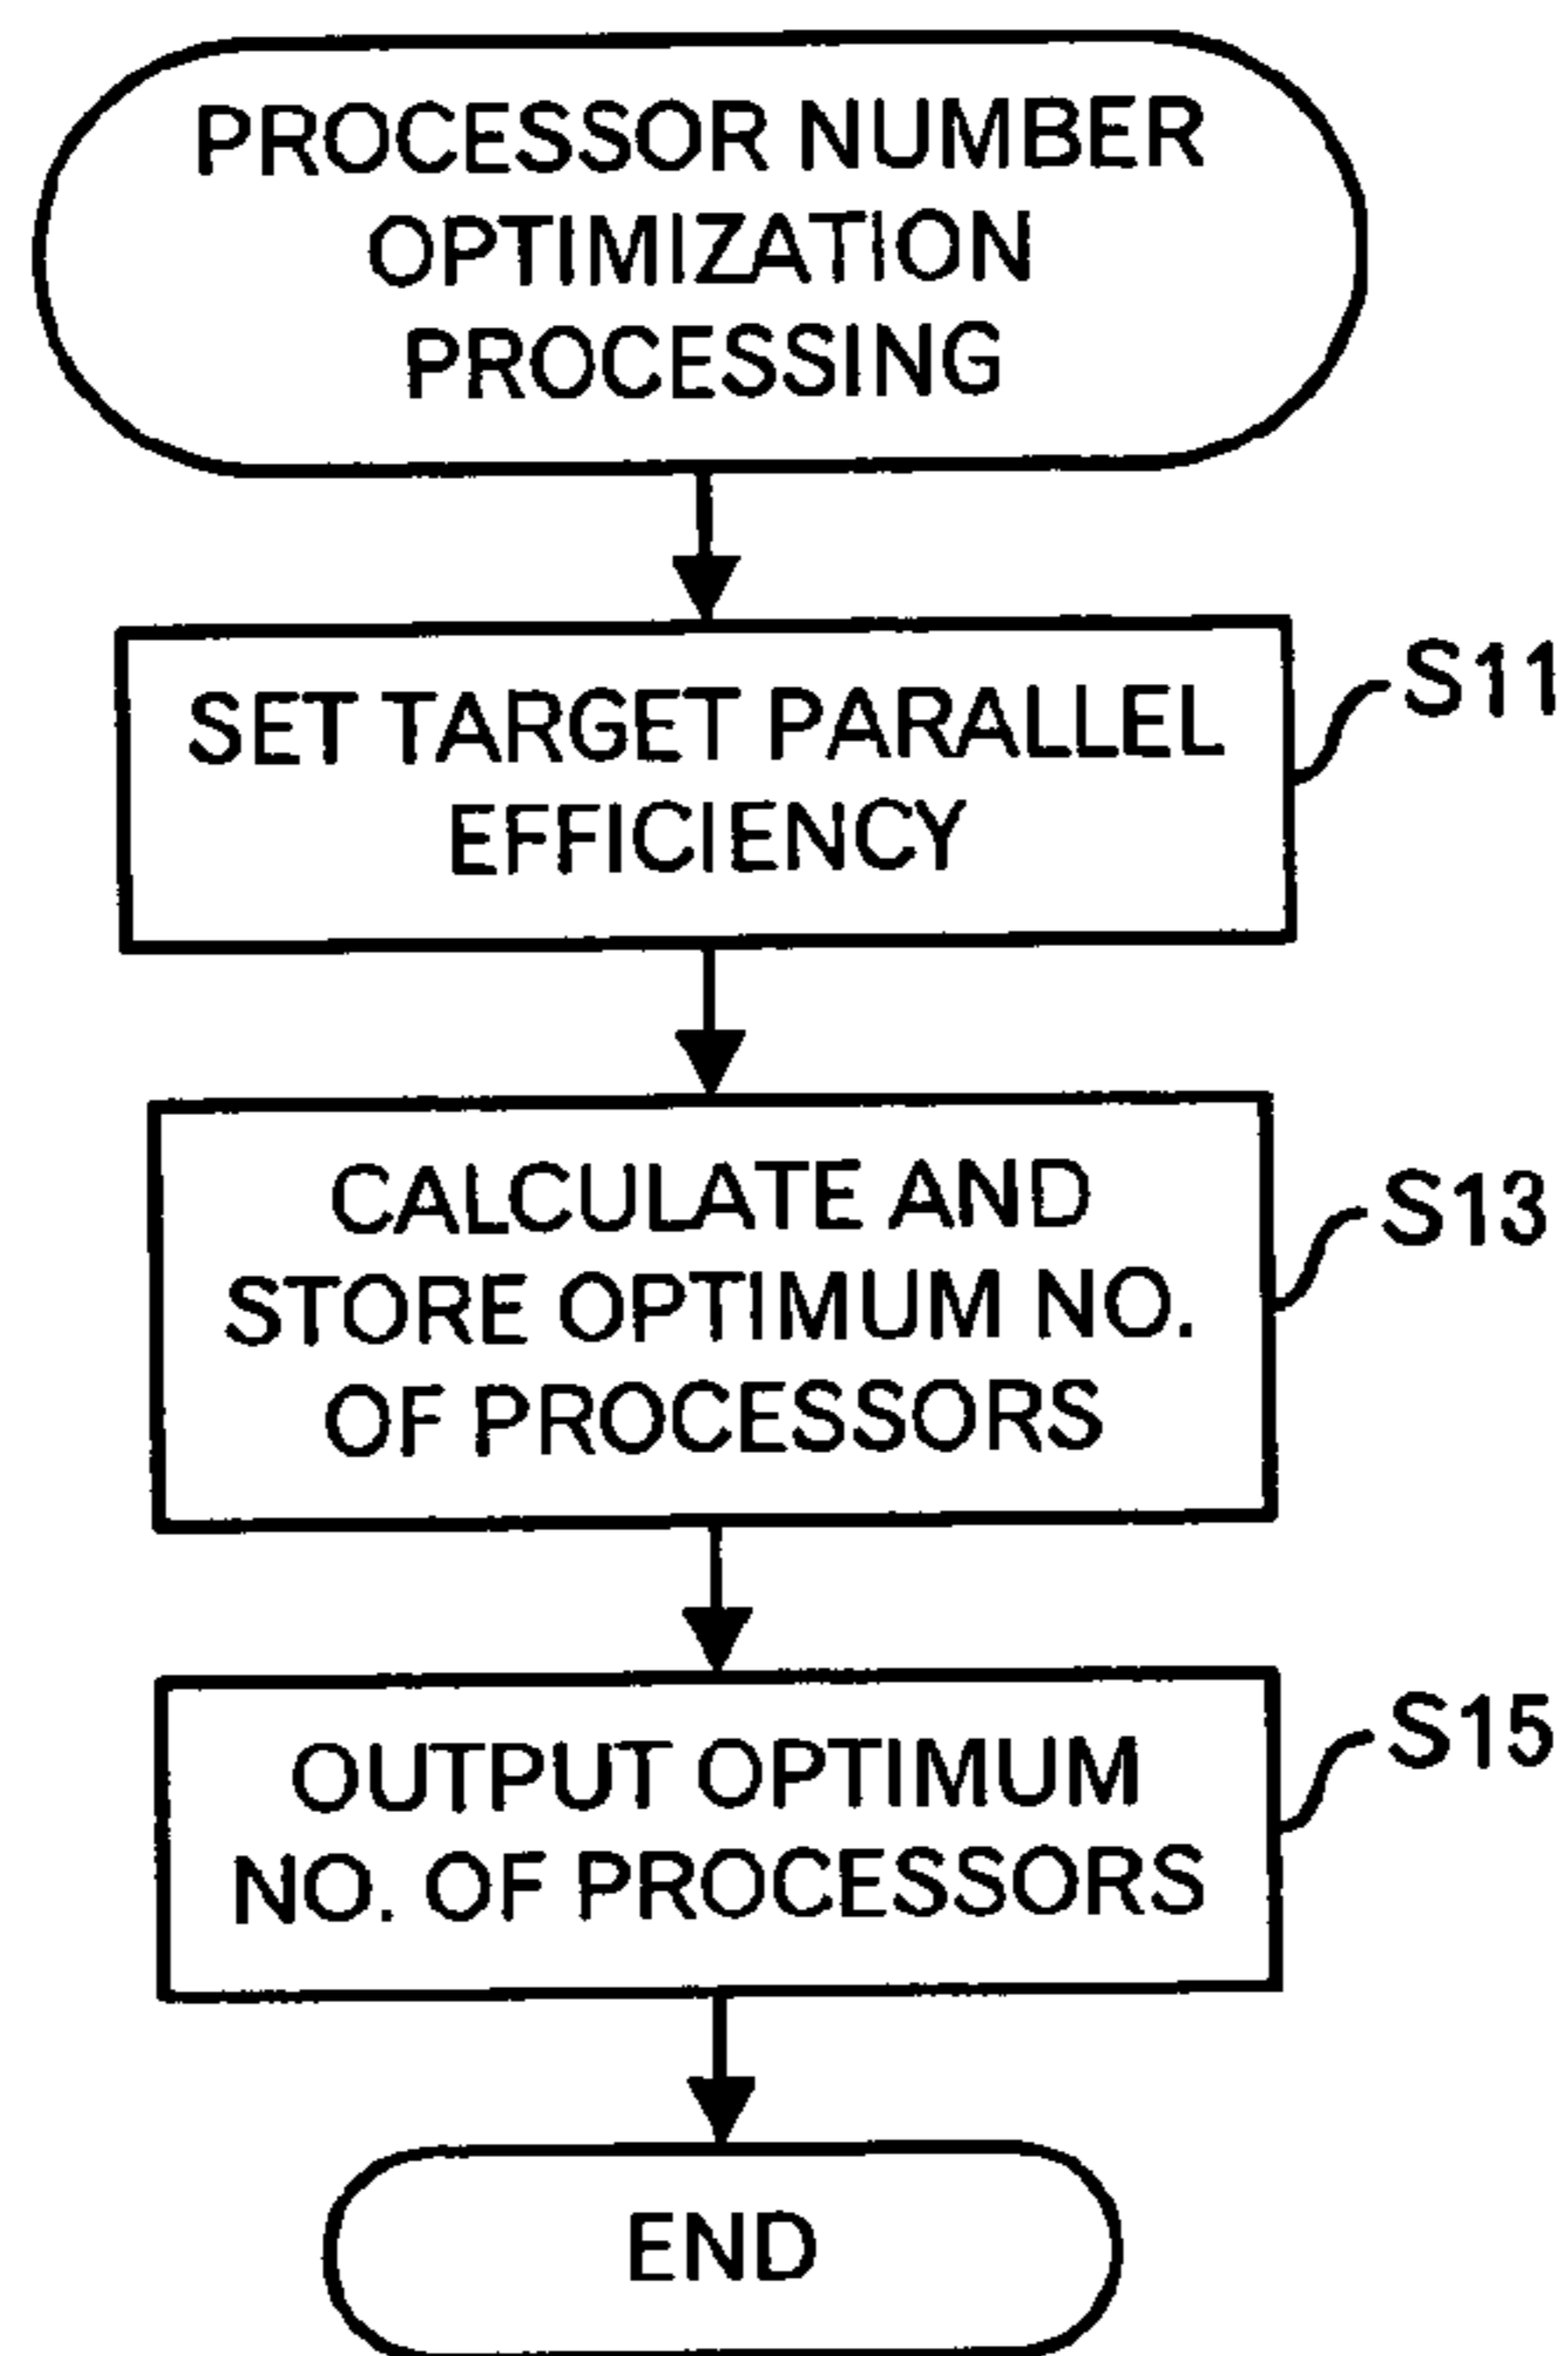 PROCESSOR NUMBER
OPTIMIZATION
PROCESSING
SET TARGET PARALLEL
EFFICIENCY
S11
CALCULATE AND
STORE OPTIMUM NO.
OF PROCESSORS
S13
OUTPUT OPTIMUM
NO. OF PROCESSORS
S15
END